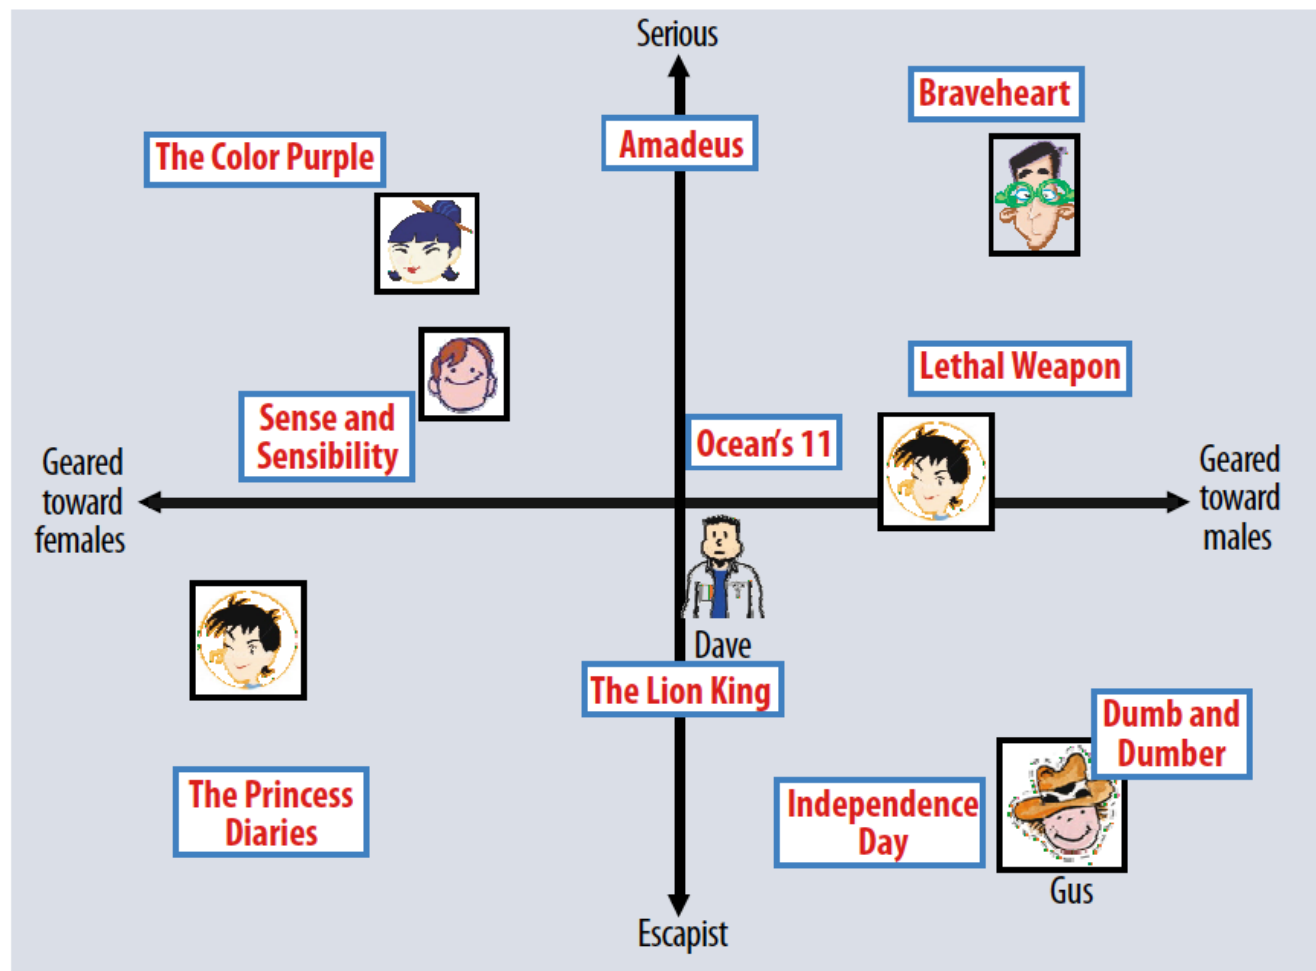 Serious
Braveheart
Amadeus
The Color Purple
Lethal Weapon
Sense and
Sensibility
Ocean's 11
Geared
toward
females
Geared
toward
males
Dave
The Lion King
Dumb and
Dumber
The Princess
Diaries
Independence
Day
Gus
Escapist